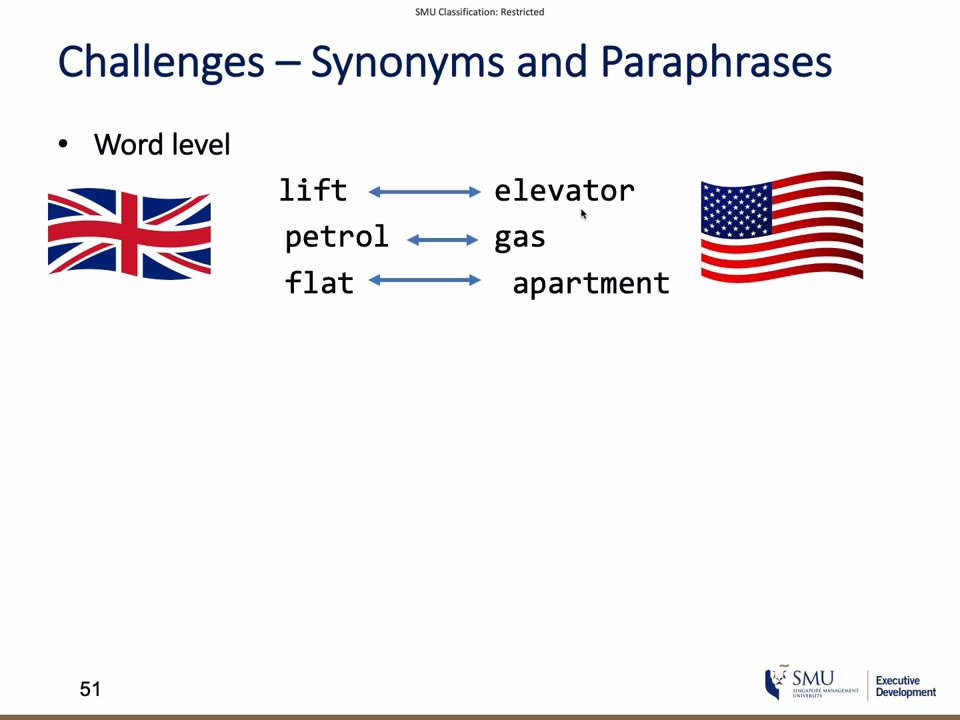 SMU Classification: Restricted
Challenges – Synonyms and Paraphrases
• Word level
lift elevator
petrol gas
flat apartment
51
SMU
SINGAPORE MANAGEMENT
UNIVERSITY
Executive
Development